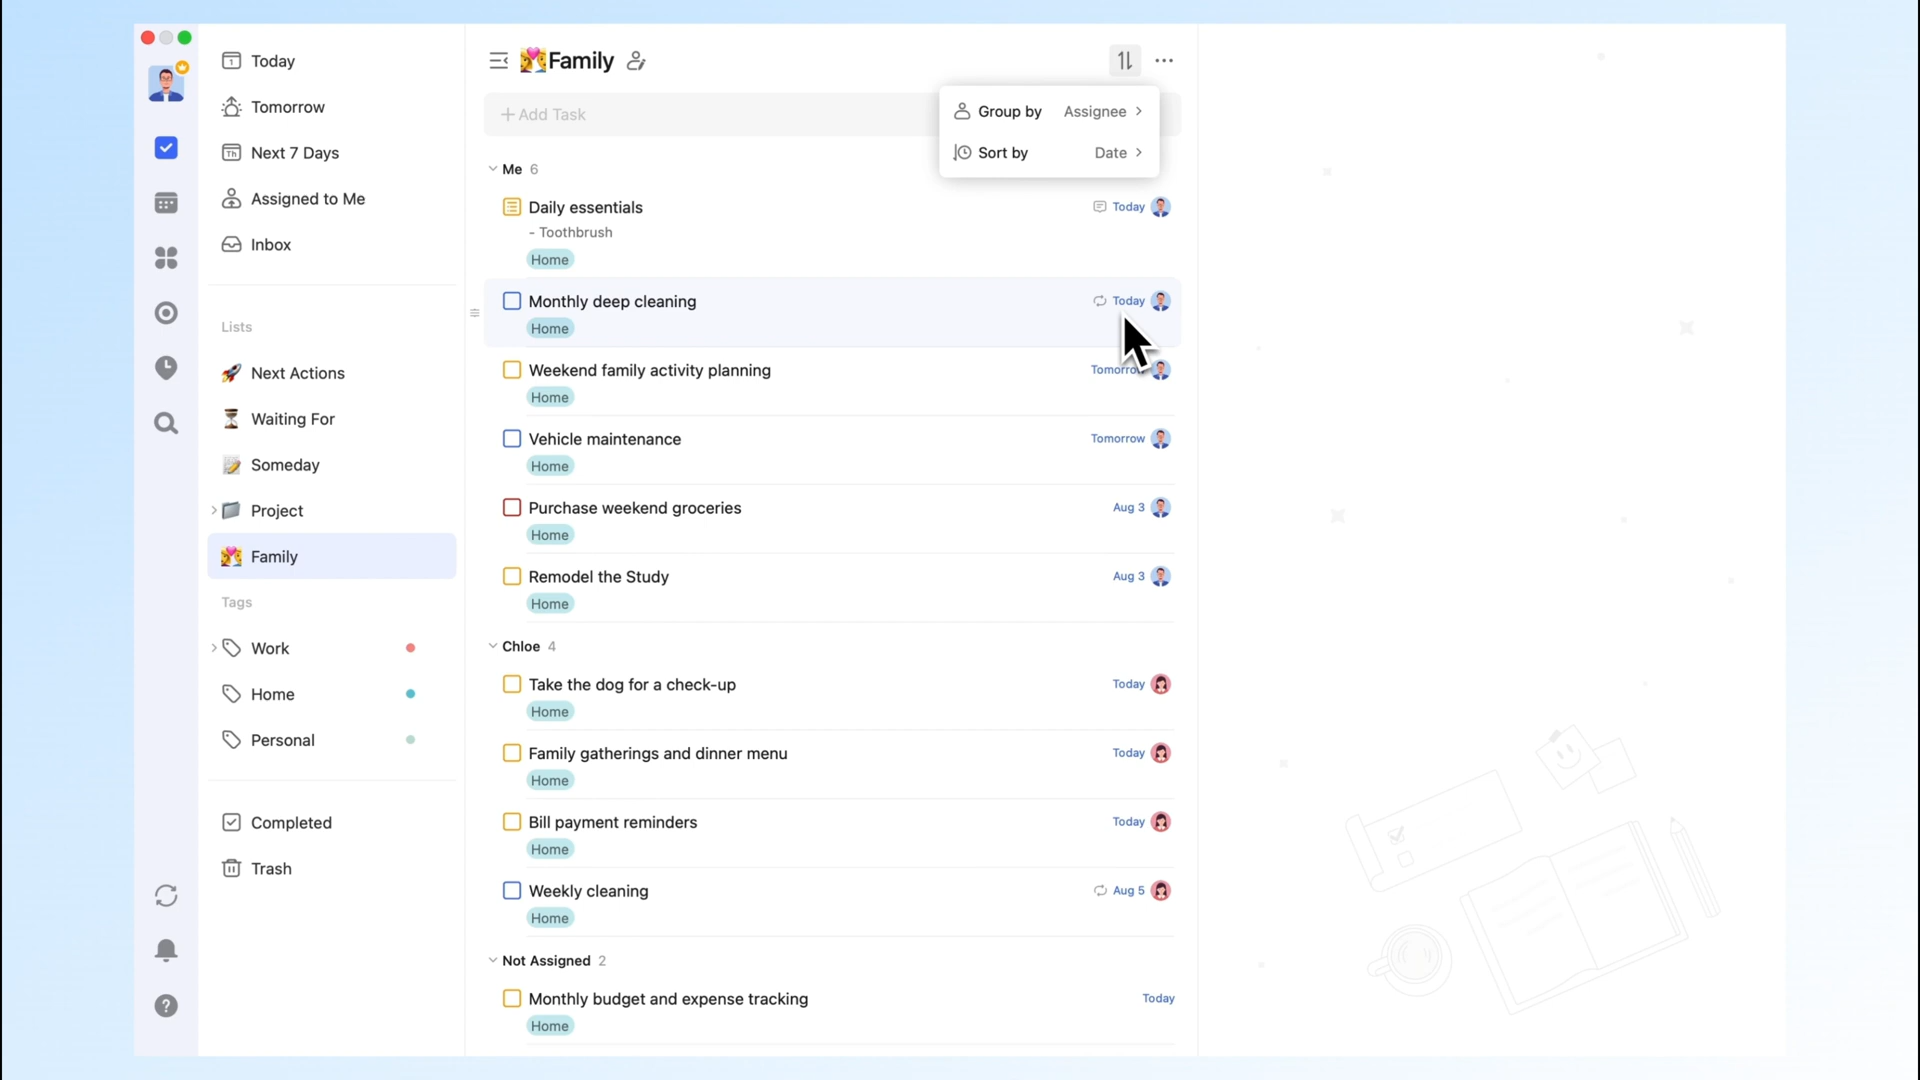 Today
Tomorrow
Next 7 Days
Assigned to Me
Inbox
Lists
Next Actions
Waiting For
Someday
Project
Family
Tags
Work
Home
Personal
Completed
Trash
Family
Add Task
Group by Assignee
Sort by Date
Me 6
Daily essentials Today
- Toothbrush
Home
Monthly deep cleaning Today
Home
Weekend family activity planning Tomorrow
Home
Vehicle maintenance Tomorrow
Home
Purchase weekend groceries Aug 3
Home
Remodel the Study Aug 3
Home
Chloe 4
Take the dog for a check-up Today
Home
Family gatherings and dinner menu Today
Home
Bill payment reminders Today
Home
Weekly cleaning Aug 5
Home
Not Assigned 2
Monthly budget and expense tracking Today
Home